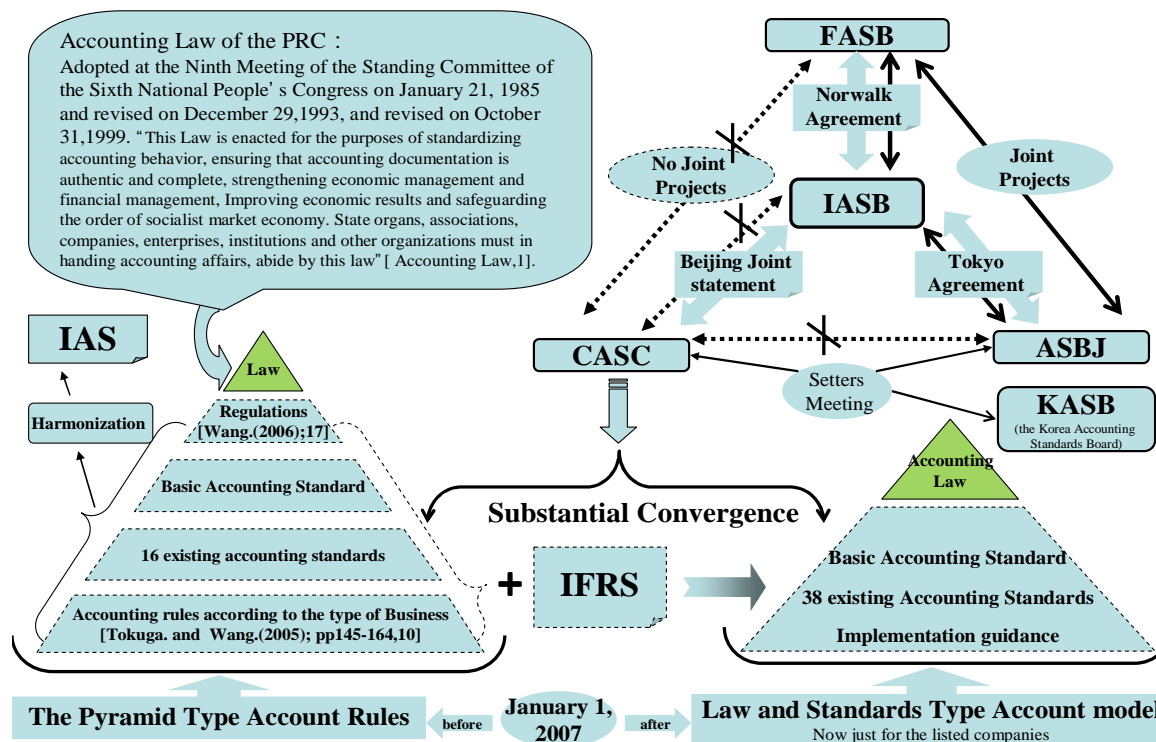 Accounting Law of the PRC：
Adopted at the Ninth Meeting of the Standing Committee of
the Sixth National People's Congress on January 21, 1985
and revised on December 29,1993, and revised on October
31,1999. "This Law is enacted for the purposes of standardizing
accounting behavior, ensuring that accounting documentation is
authentic and complete, strengthening economic management and
financial management, Improving economic results and safeguarding
the order of socialist market economy. State organs, associations,
companies, enterprises, institutions and other organizations must in
handing accounting affairs, abide by this law" [ Accounting Law,1].
FASB
Norwalk
Agreement
No Joint
Projects
Joint
Projects
IASB
Beijing Joint
statement
Tokyo
Agreement
IAS
CASC
ASBJ
Setters
Meeting
KASB
(the Korea Accounting
Standards Board)
Law
Harmonization
Regulations
[Wang.(2006);17]
Basic Accounting Standard
16 existing accounting standards
Accounting rules according to the type of Business
[Tokuga. and Wang.(2005); pp145-164,10]
Substantial Convergence
+
IFRS
Accounting
Law
Basic Accounting Standard
38 existing Accounting Standards
Implementation guidance
The Pyramid Type Account Rules
before
January 1,
2007
after
Law and Standards Type Account model
Now just for the listed companies